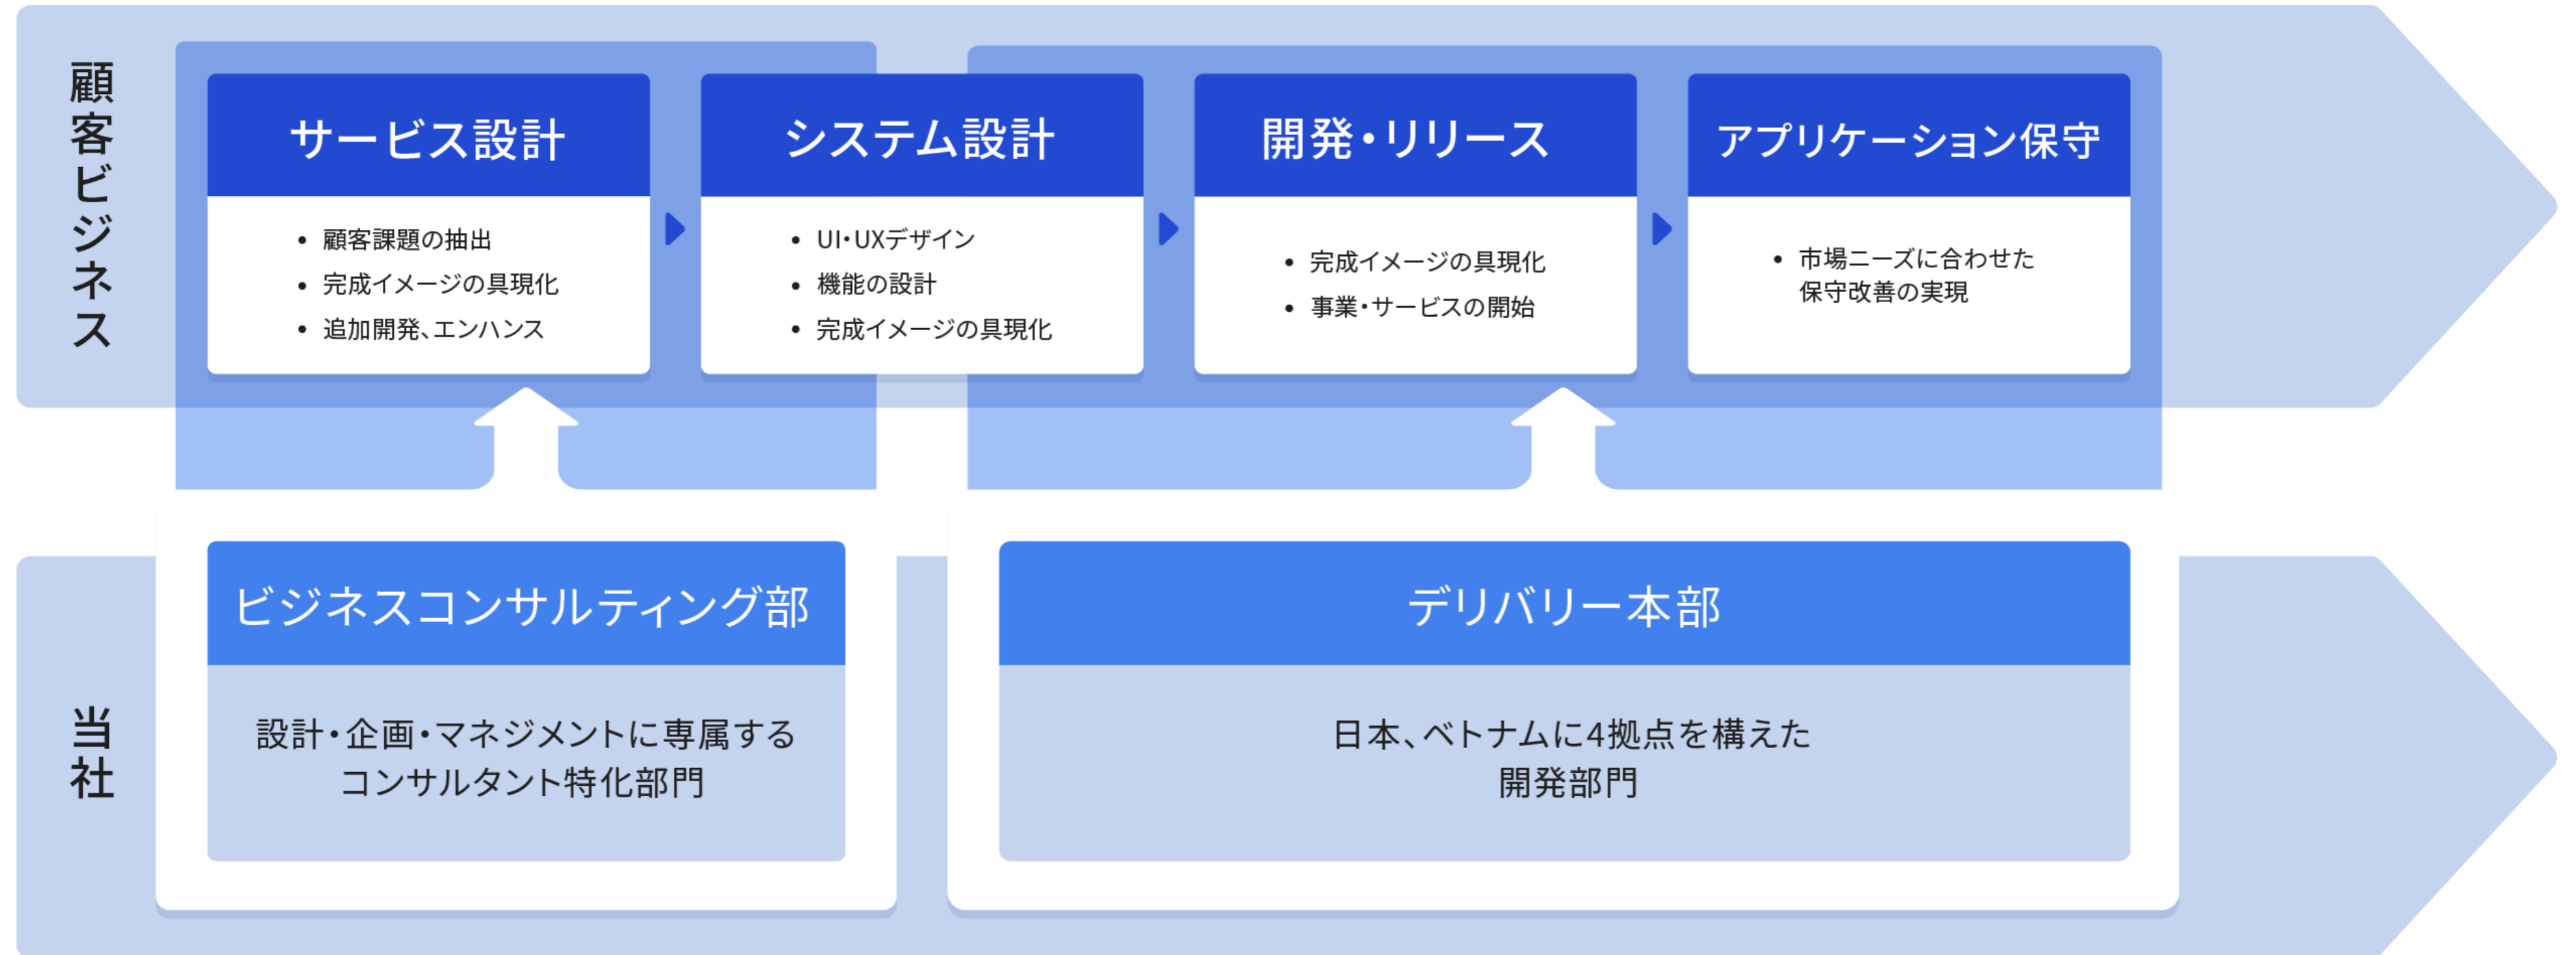 顧客ビジネス
サービス設計
• 顧客課題の抽出
• 完成イメージの具現化
• 追加開発、エンハンス
システム設計
• UI・UXデザイン
• 機能の設計
• 完成イメージの具現化
開発・リリース
• 完成イメージの具現化
• 事業・サービスの開始
アプリケーション保守
• 市場ニーズに合わせた
保守改善の実現
当社
ビジネスコンサルティング部
設計・企画・マネジメントに専属する
コンサルタント特化部門
デリバリー本部
日本、ベトナムに4拠点を構えた
開発部門